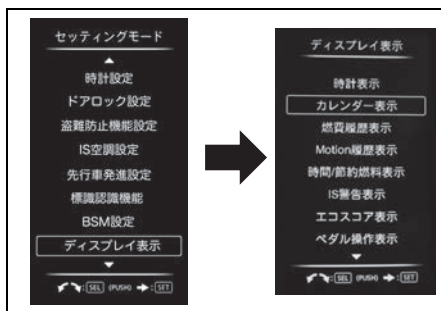 セッティングモード
時計設定
ドアロック設定
盗難防止機能設定
IS空調設定
先行車発進設定
標識認識機能
BSM設定
ディスプレイ表示
:SEL (PUSH) :SET
ディスプレイ表示
時計表示
カレンダー表示
燃費履歴表示
Motion履歴表示
時間/節約燃料表示
IS警告表示
エコスコア表示
ペダル操作表示
:SEL (PUSH) :SET